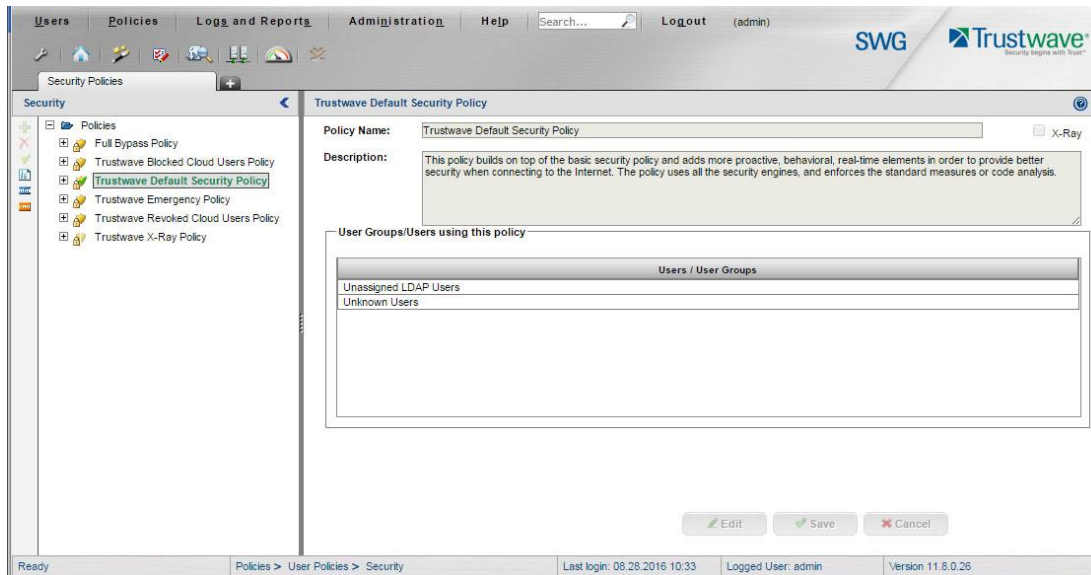 Users Policies Logs and Reports Administration Help Search... Logout (admin)
SWG Trustwave®
Security begins with Trust™
Security Policies
Security
Trustwave Default Security Policy
Policies
Full Bypass Policy
Trustwave Blocked Cloud Users Policy
Trustwave Default Security Policy
Trustwave Emergency Policy
Trustwave Revoked Cloud Users Policy
Trustwave X-Ray Policy
Policy Name: Trustwave Default Security Policy X-Ray
Description: This policy builds on top of the basic security policy and adds more proactive, behavioral, real-time elements in order to provide better
security when connecting to the Internet. The policy uses all the security engines, and enforces the standard measures or code analysis.
User Groups/Users using this policy
Users / User Groups
Unassigned LDAP Users
Unknown Users
Edit Save Cancel
Ready Policies > User Policies > Security Last login: 08.28.2016 10:33 Logged User: admin Version 11.8.0.26